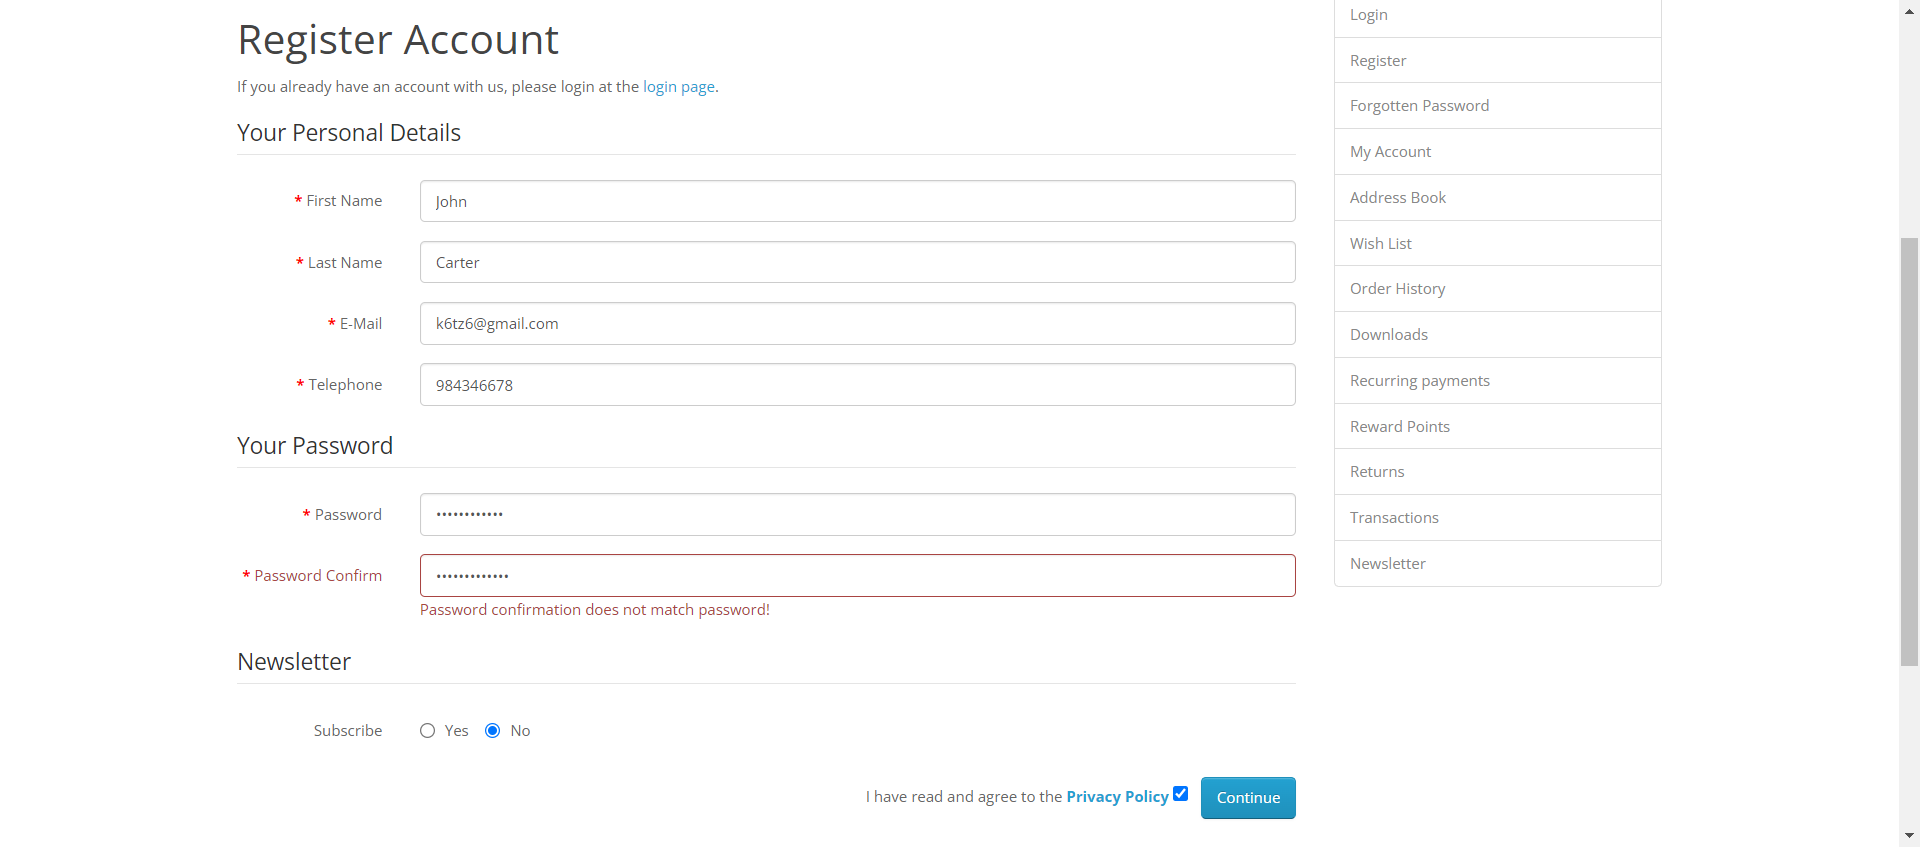 Register Account
If you already have an account with us, please login at the login page.
Your Personal Details
* First Name
John
* Last Name
Carter
* E-Mail
k6tz6@gmail.com
* Telephone
984346678
Your Password
* Password
••••••••••••
* Password Confirm
•••••••••••••
Password confirmation does not match password!
Newsletter
Subscribe
Yes No
I have read and agree to the Privacy Policy
Continue
Login
Register
Forgotten Password
My Account
Address Book
Wish List
Order History
Downloads
Recurring payments
Reward Points
Returns
Transactions
Newsletter